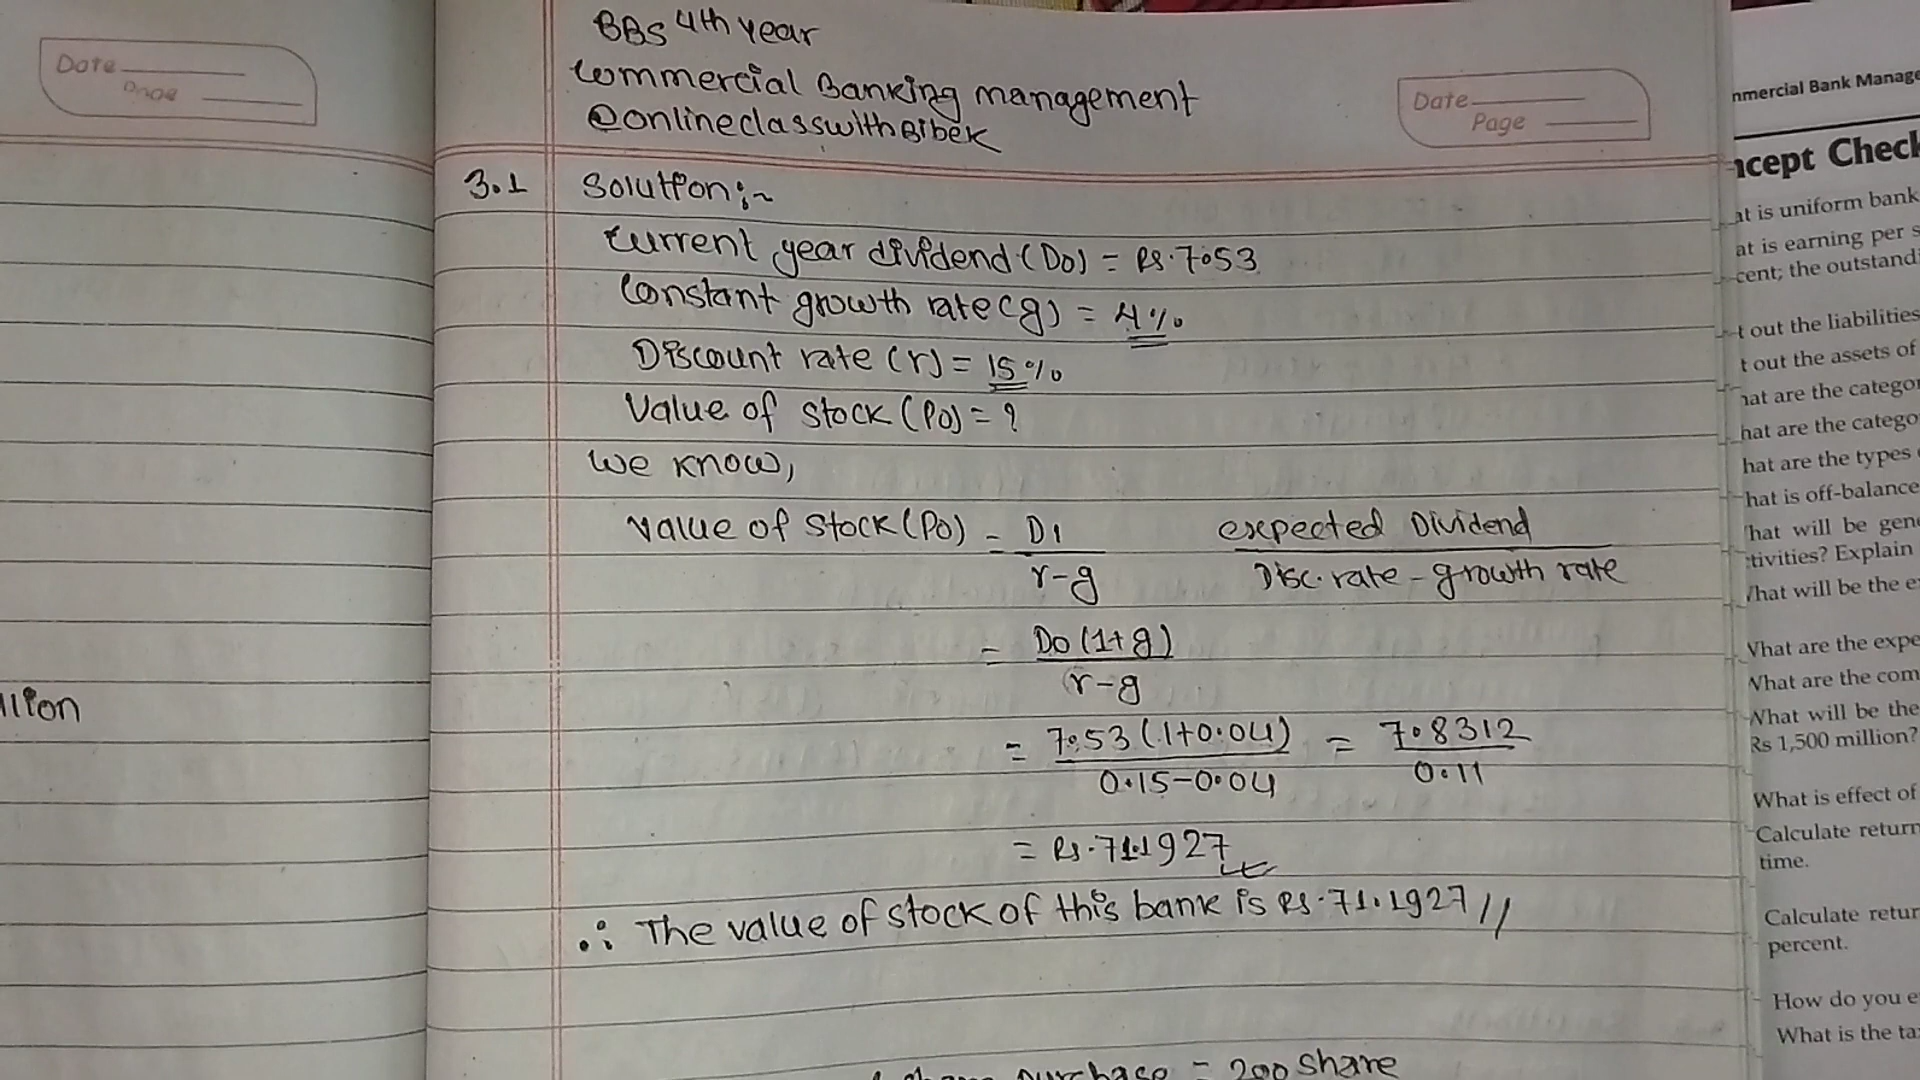 Date
Page
BBS 4th year
Commercial Banking management
@onlineclasswithBibek
Date
Page
3.1 Solution:~
Current year dividend (D0) = Rs.7.53
Constant growth rate (g) = 4%
Discount rate (r) = 15%
Value of stock (P0) = ?
We know,
Value of stock (P0) = D1 / r-g expected Dividend / Disc. rate - growth rate
= D0 (1+g) / r-g
= 7.53 (1+0.04) / 0.15-0.04 = 7.8312 / 0.11
= Rs.71.1927
∴ The value of stock of this bank is Rs.71.1927 //
purchase = 200 share
llion
mmercial Bank Manage
ncept Check
at is uniform bank
at is earning per s
cent; the outstandi
t out the liabilities
t out the assets of
hat are the categor
hat are the catego
hat are the types
hat is off-balance
hat will be gene
tivities? Explain
hat will be the e
What are the expe
What are the com
What will be the
Rs 1,500 million?
What is effect of
Calculate return
time.
Calculate retur
percent.
How do you e
What is the ta